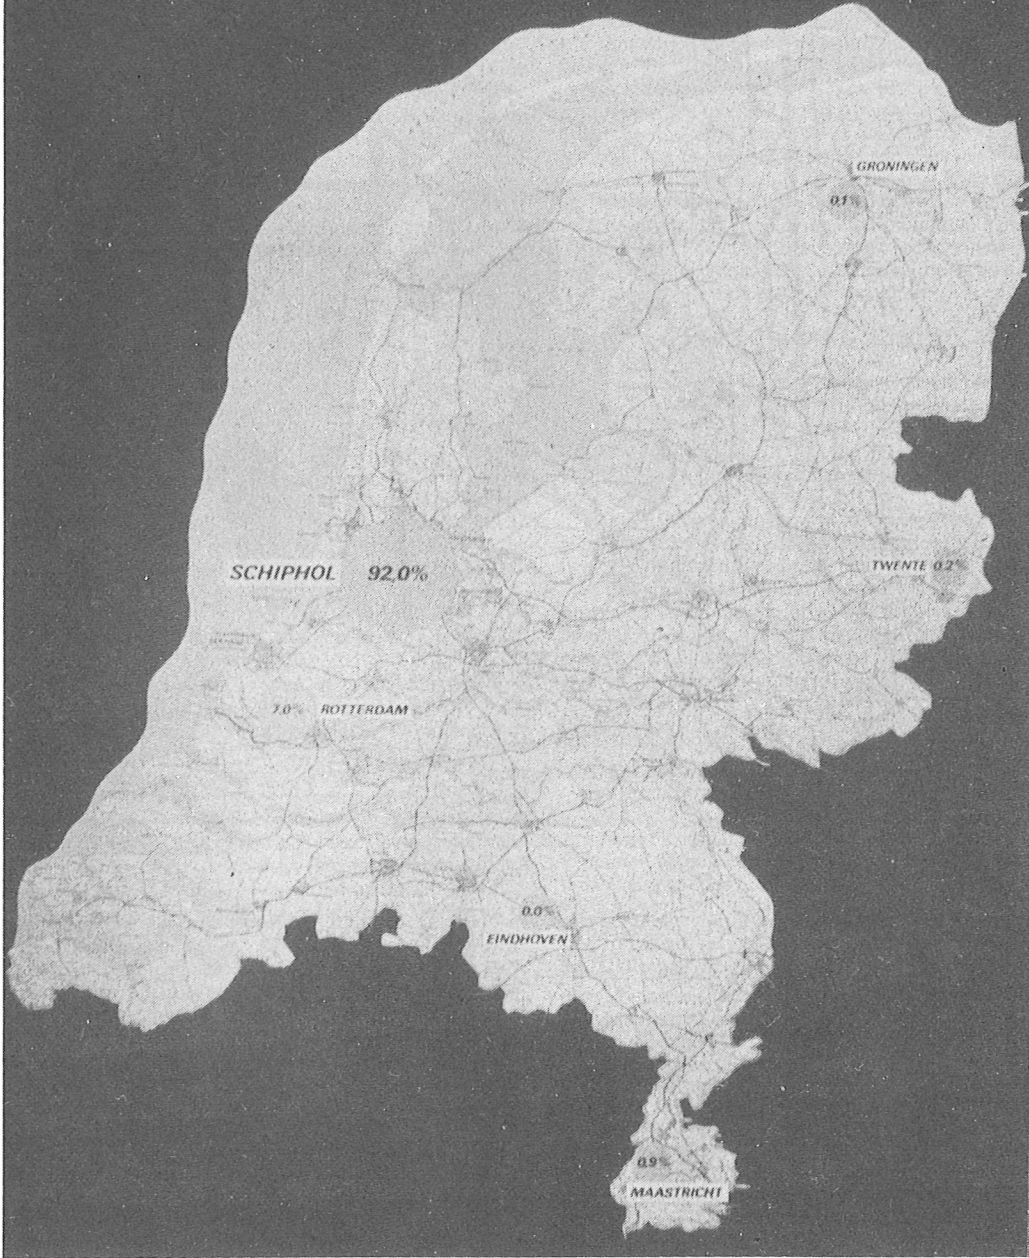 GRONINGEN
0.1%
SCHIPHOL 92,0%
TWENTE 0.2%
7.0% ROTTERDAM
0.0%
EINDHOVEN
0.9%
MAASTRICHT